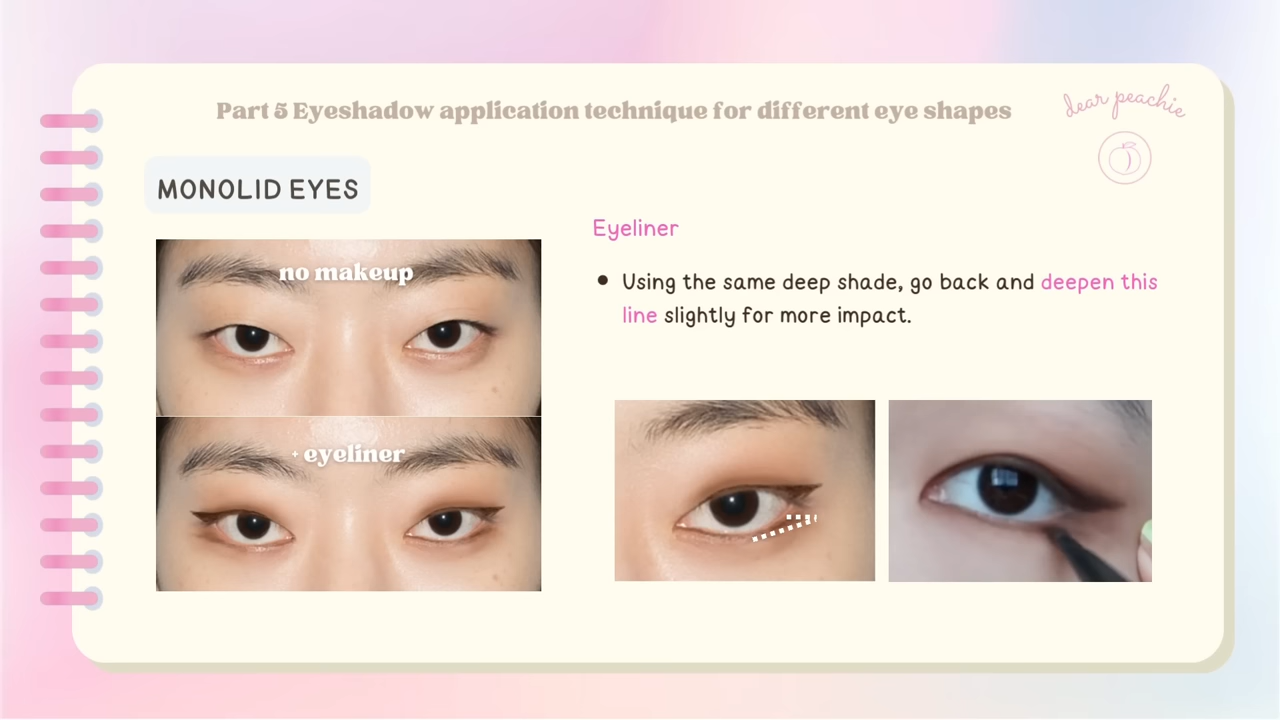 Part 5 Eyeshadow application technique for different eye shapes
dear peachie
MONOLID EYES
no makeup
+ eyeliner
Eyeliner
• Using the same deep shade, go back and deepen this
line slightly for more impact.